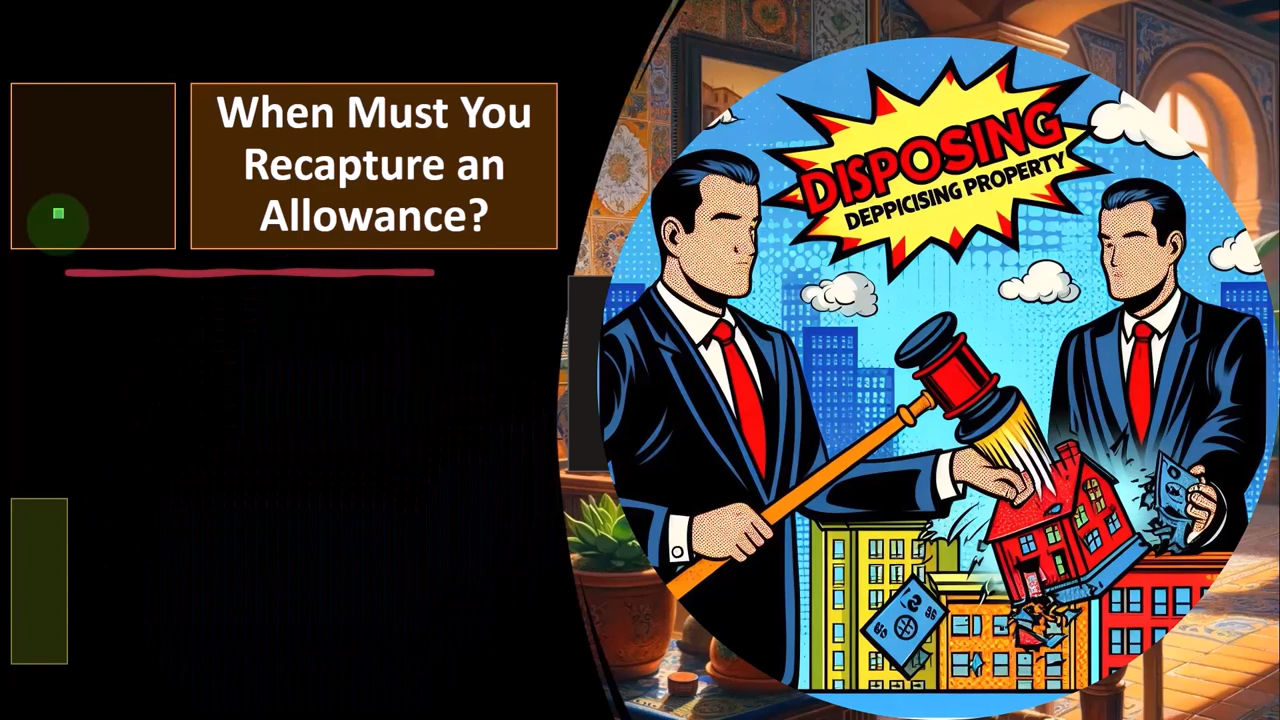 When Must You
Recapture an
Allowance?
DISPOSING
DEPPICISING PROPERTY